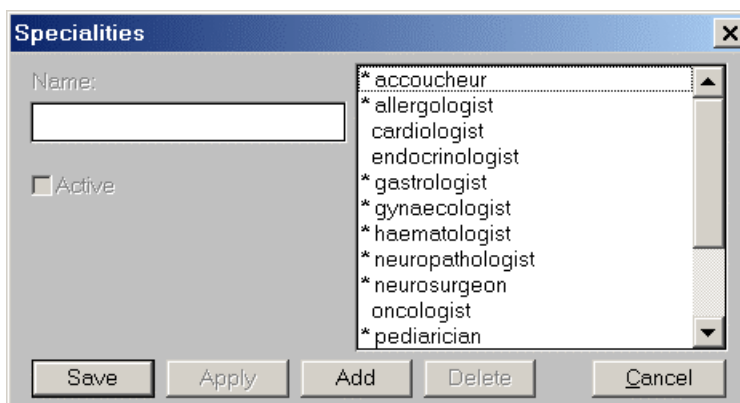 Specialities
Name:
Active
* accoucheur
* allergologist
cardiologist
endocrinologist
* gastrologist
* gynaecologist
* haematologist
* neuropathologist
* neurosurgeon
oncologist
* pediarician
Save Apply Add Delete Cancel